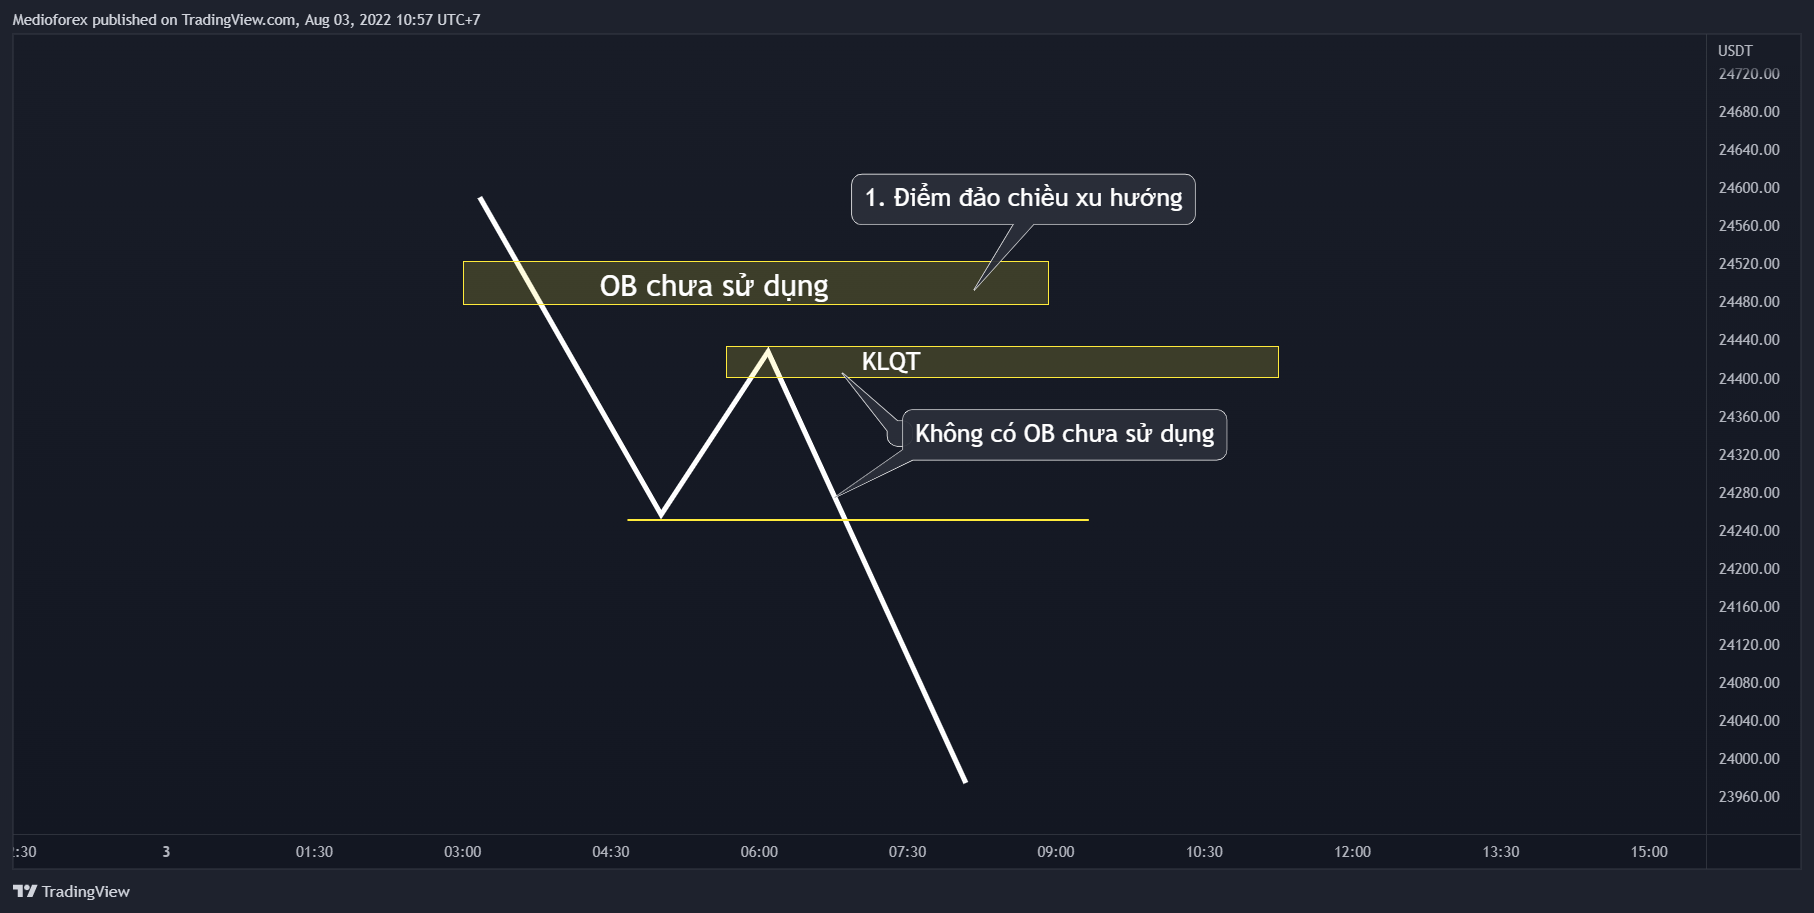 Medioforex published on TradingView.com, Aug 03, 2022 10:57 UTC+7
USDT
24720.00
24680.00
24640.00
1. Điểm đảo chiều xu hướng
24600.00
24560.00
24520.00
OB chưa sử dụng
24480.00
24440.00
KLQT
24400.00
24360.00
Không có OB chưa sử dụng
24320.00
24280.00
24240.00
24200.00
24160.00
24120.00
24080.00
24040.00
24000.00
23960.00
:30 3 01:30 03:00 04:30 06:00 07:30 09:00 10:30 12:00 13:30 15:00
TradingView